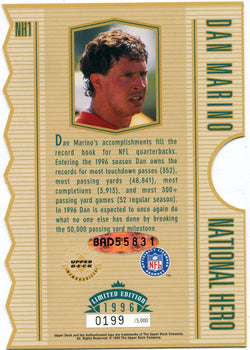 NH1
DAN MARINO
NATIONAL HERO
Dan Marino's accomplishments fill the
record book for NFL quarterbacks.
Entering the 1996 season Dan owns the
records for most touchdown passes (352),
most passing yards (48,841), most
completions (3,913), and most 300+
passing yard games (52 regular season).
In 1996 Dan is expected to once again do
what no one else has done by breaking the
50,000 passing yard milestone.
BAD55831
UPPER DECK
NFL
LIMITED EDITION
1996
0199 /5,000